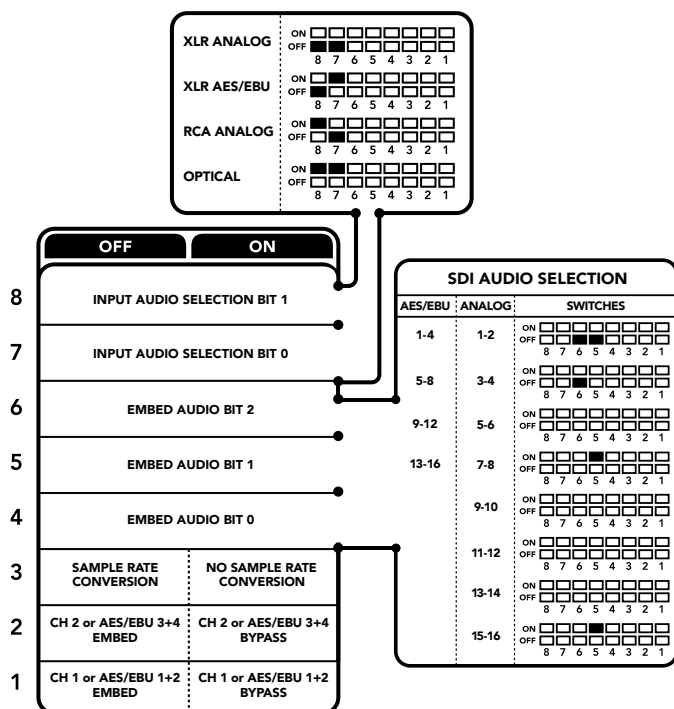 XLR ANALOG
ON
OFF
8 7 6 5 4 3 2 1
XLR AES/EBU
ON
OFF
8 7 6 5 4 3 2 1
RCA ANALOG
ON
OFF
8 7 6 5 4 3 2 1
OPTICAL
ON
OFF
8 7 6 5 4 3 2 1
OFF ON
8 INPUT AUDIO SELECTION BIT 1
7 INPUT AUDIO SELECTION BIT 0
6 EMBED AUDIO BIT 2
5 EMBED AUDIO BIT 1
4 EMBED AUDIO BIT 0
3 SAMPLE RATE CONVERSION NO SAMPLE RATE CONVERSION
2 CH 2 or AES/EBU 3+4 EMBED CH 2 or AES/EBU 3+4 BYPASS
1 CH 1 or AES/EBU 1+2 EMBED CH 1 or AES/EBU 1+2 BYPASS
SDI AUDIO SELECTION
AES/EBU ANALOG SWITCHES
1-4 1-2 ON
OFF
8 7 6 5 4 3 2 1
5-8 3-4 ON
OFF
8 7 6 5 4 3 2 1
9-12 5-6 ON
OFF
8 7 6 5 4 3 2 1
13-16 7-8 ON
OFF
8 7 6 5 4 3 2 1
9-10 ON
OFF
8 7 6 5 4 3 2 1
11-12 ON
OFF
8 7 6 5 4 3 2 1
13-14 ON
OFF
8 7 6 5 4 3 2 1
15-16 ON
OFF
8 7 6 5 4 3 2 1